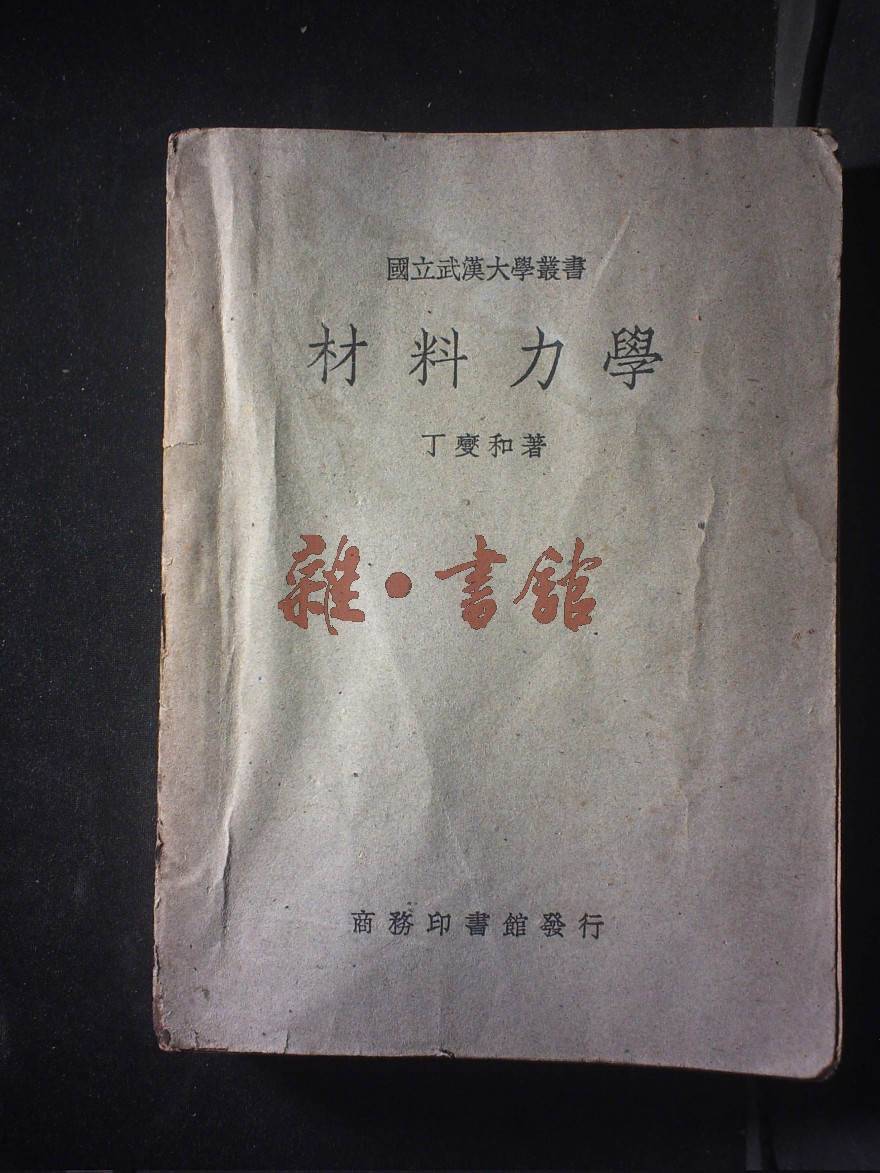 國立武漢大學叢書
材料力學
丁燮和著
雜·書館
商務印書館發行